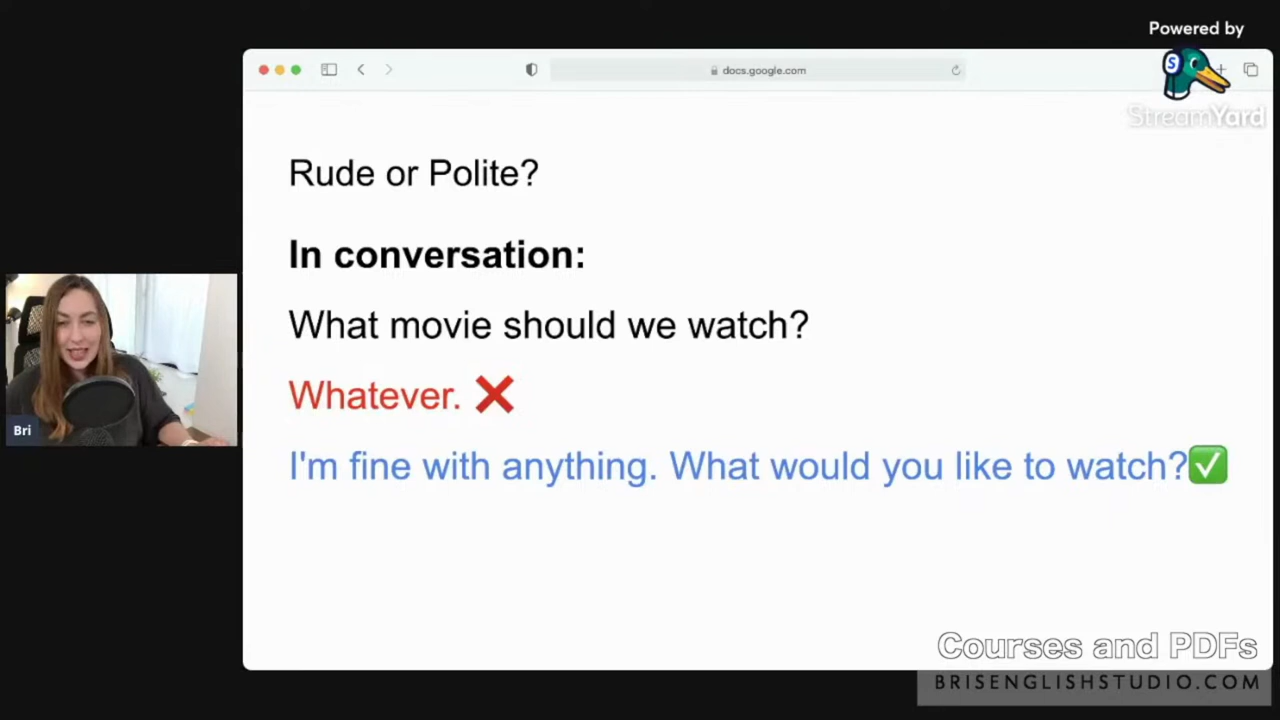 Powered by
docs.google.com
S
StreamYard
Rude or Polite?
In conversation:
What movie should we watch?
Whatever. ❌
I'm fine with anything. What would you like to watch?✅
Bri
Courses and PDFs
BRISENGLISHSTUDIO.COM